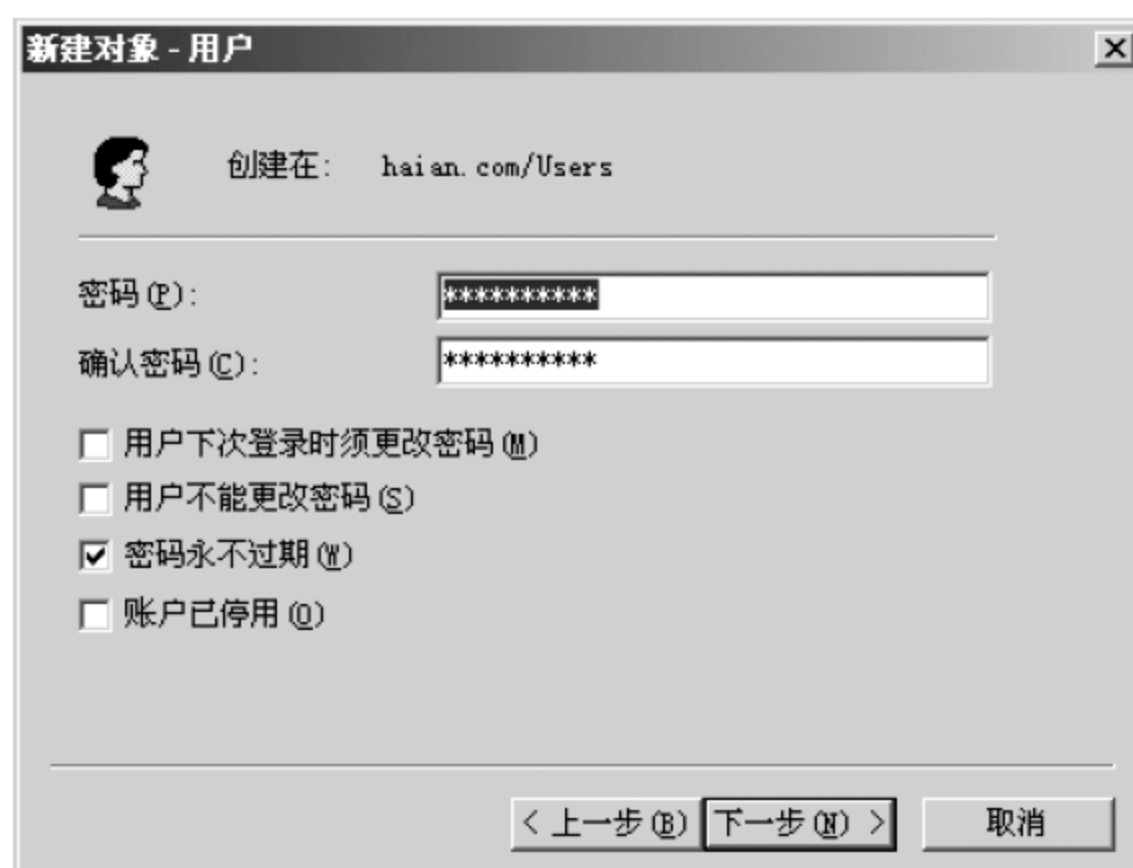 新建对象 - 用户
创建在: haian.com/Users
密码(P): **********
确认密码(C): **********
用户下次登录时须更改密码(M)
用户不能更改密码(S)
密码永不过期(W)
账户已停用(O)
< 上一步(B) 下一步(N) > 取消